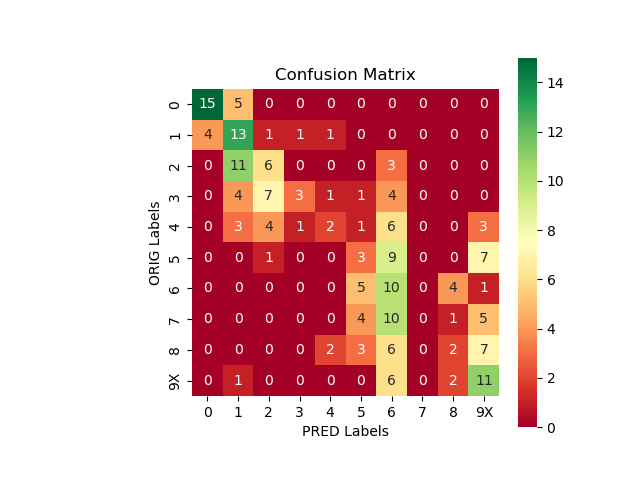 Confusion Matrix
0 15 5 0 0 0 0 0 0 0 0
1 4 13 1 1 1 0 0 0 0 0
2 0 11 6 0 0 0 3 0 0 0
3 0 4 7 3 1 1 4 0 0 0
4 0 3 4 1 2 1 6 0 0 3
5 0 0 1 0 0 3 9 0 0 7
6 0 0 0 0 0 5 10 0 4 1
7 0 0 0 0 0 4 10 0 1 5
8 0 0 0 0 2 3 6 0 2 7
9X 0 1 0 0 0 0 6 0 2 11
0 1 2 3 4 5 6 7 8 9X
PRED Labels
ORIG Labels
14
12
10
8
6
4
2
0